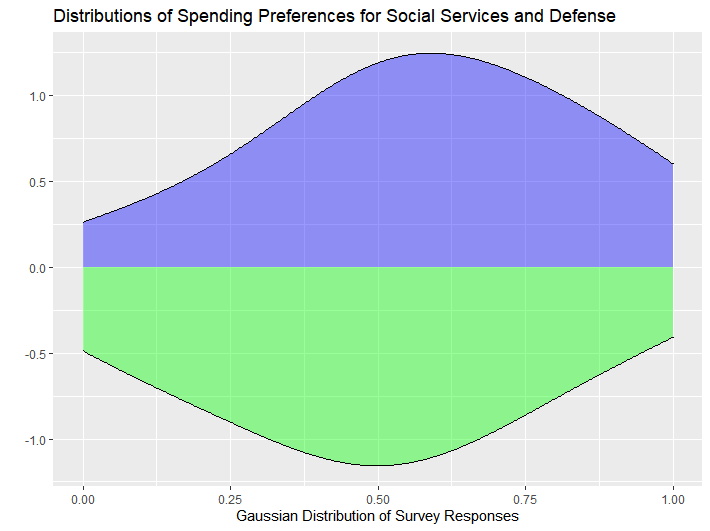 Distributions of Spending Preferences for Social Services and Defense
1.0
0.5
0.0
-0.5
-1.0
0.00 0.25 0.50 0.75 1.00
Gaussian Distribution of Survey Responses